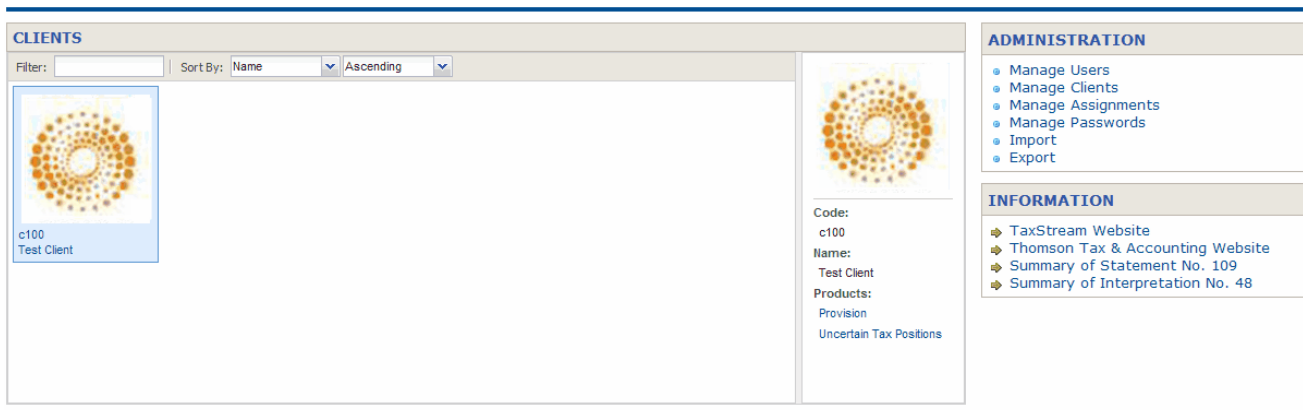 CLIENTS
Filter: Sort By: Name Ascending
c100
Test Client
Code:
c100
Name:
Test Client
Products:
Provision
Uncertain Tax Positions
ADMINISTRATION
Manage Users
Manage Clients
Manage Assignments
Manage Passwords
Import
Export
INFORMATION
TaxStream Website
Thomson Tax & Accounting Website
Summary of Statement No. 109
Summary of Interpretation No. 48